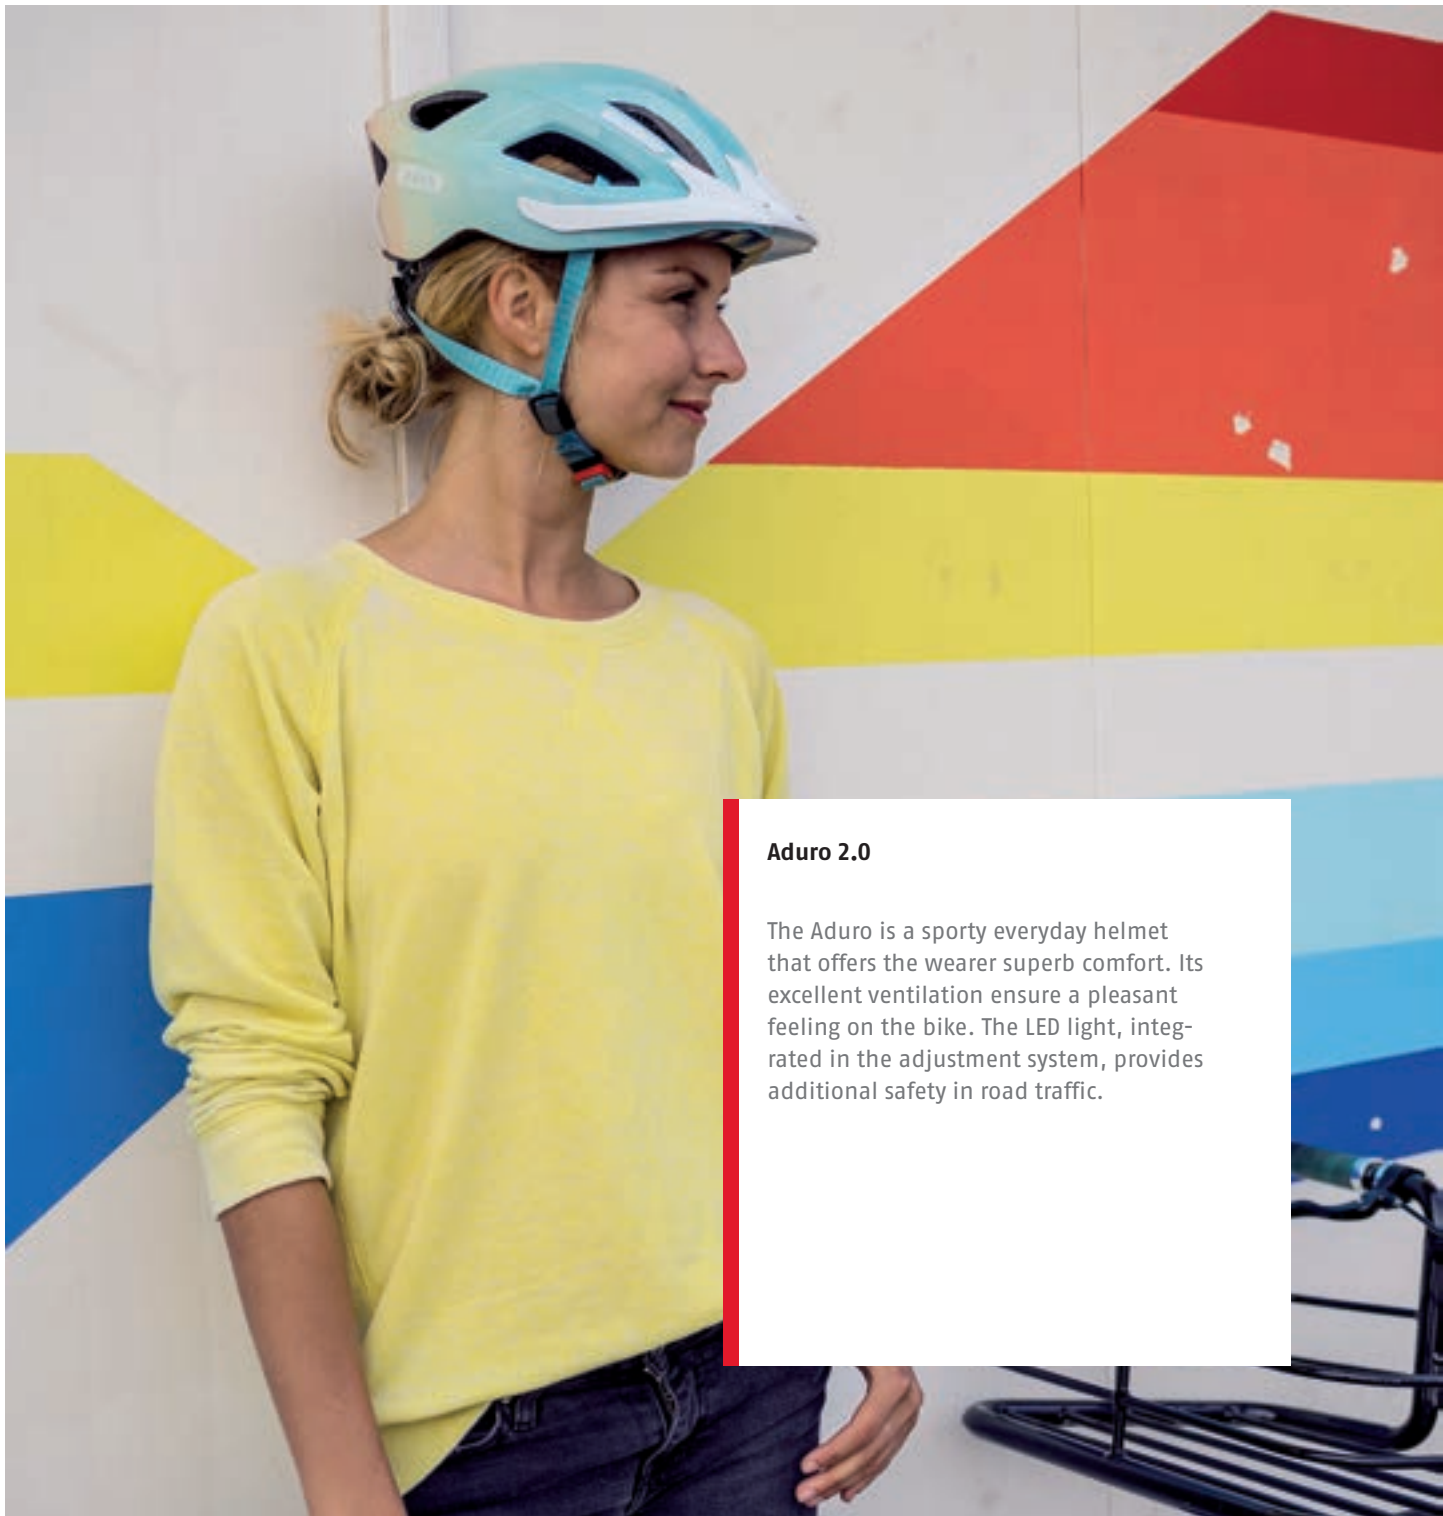 Aduro 2.0
The Aduro is a sporty everyday helmet
that offers the wearer superb comfort. Its
excellent ventilation ensure a pleasant
feeling on the bike. The LED light, integ-
rated in the adjustment system, provides
additional safety in road traffic.